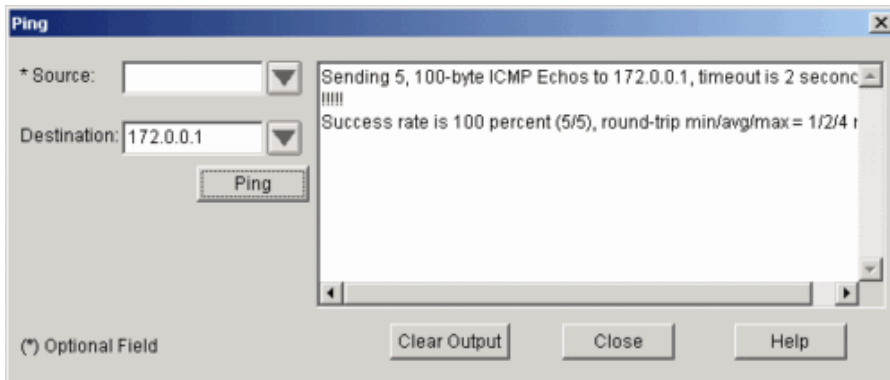 Ping
* Source:
Destination: 172.0.0.1
Ping
Sending 5, 100-byte ICMP Echos to 172.0.0.1, timeout is 2 second
!!!!!
Success rate is 100 percent (5/5), round-trip min/avg/max = 1/2/4
(*) Optional Field
Clear Output
Close
Help